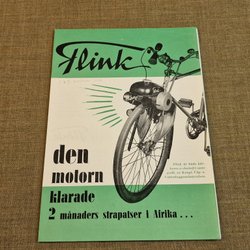 Flink
den
motorn
klarade
2 månaders strapatser i Afrika . . .